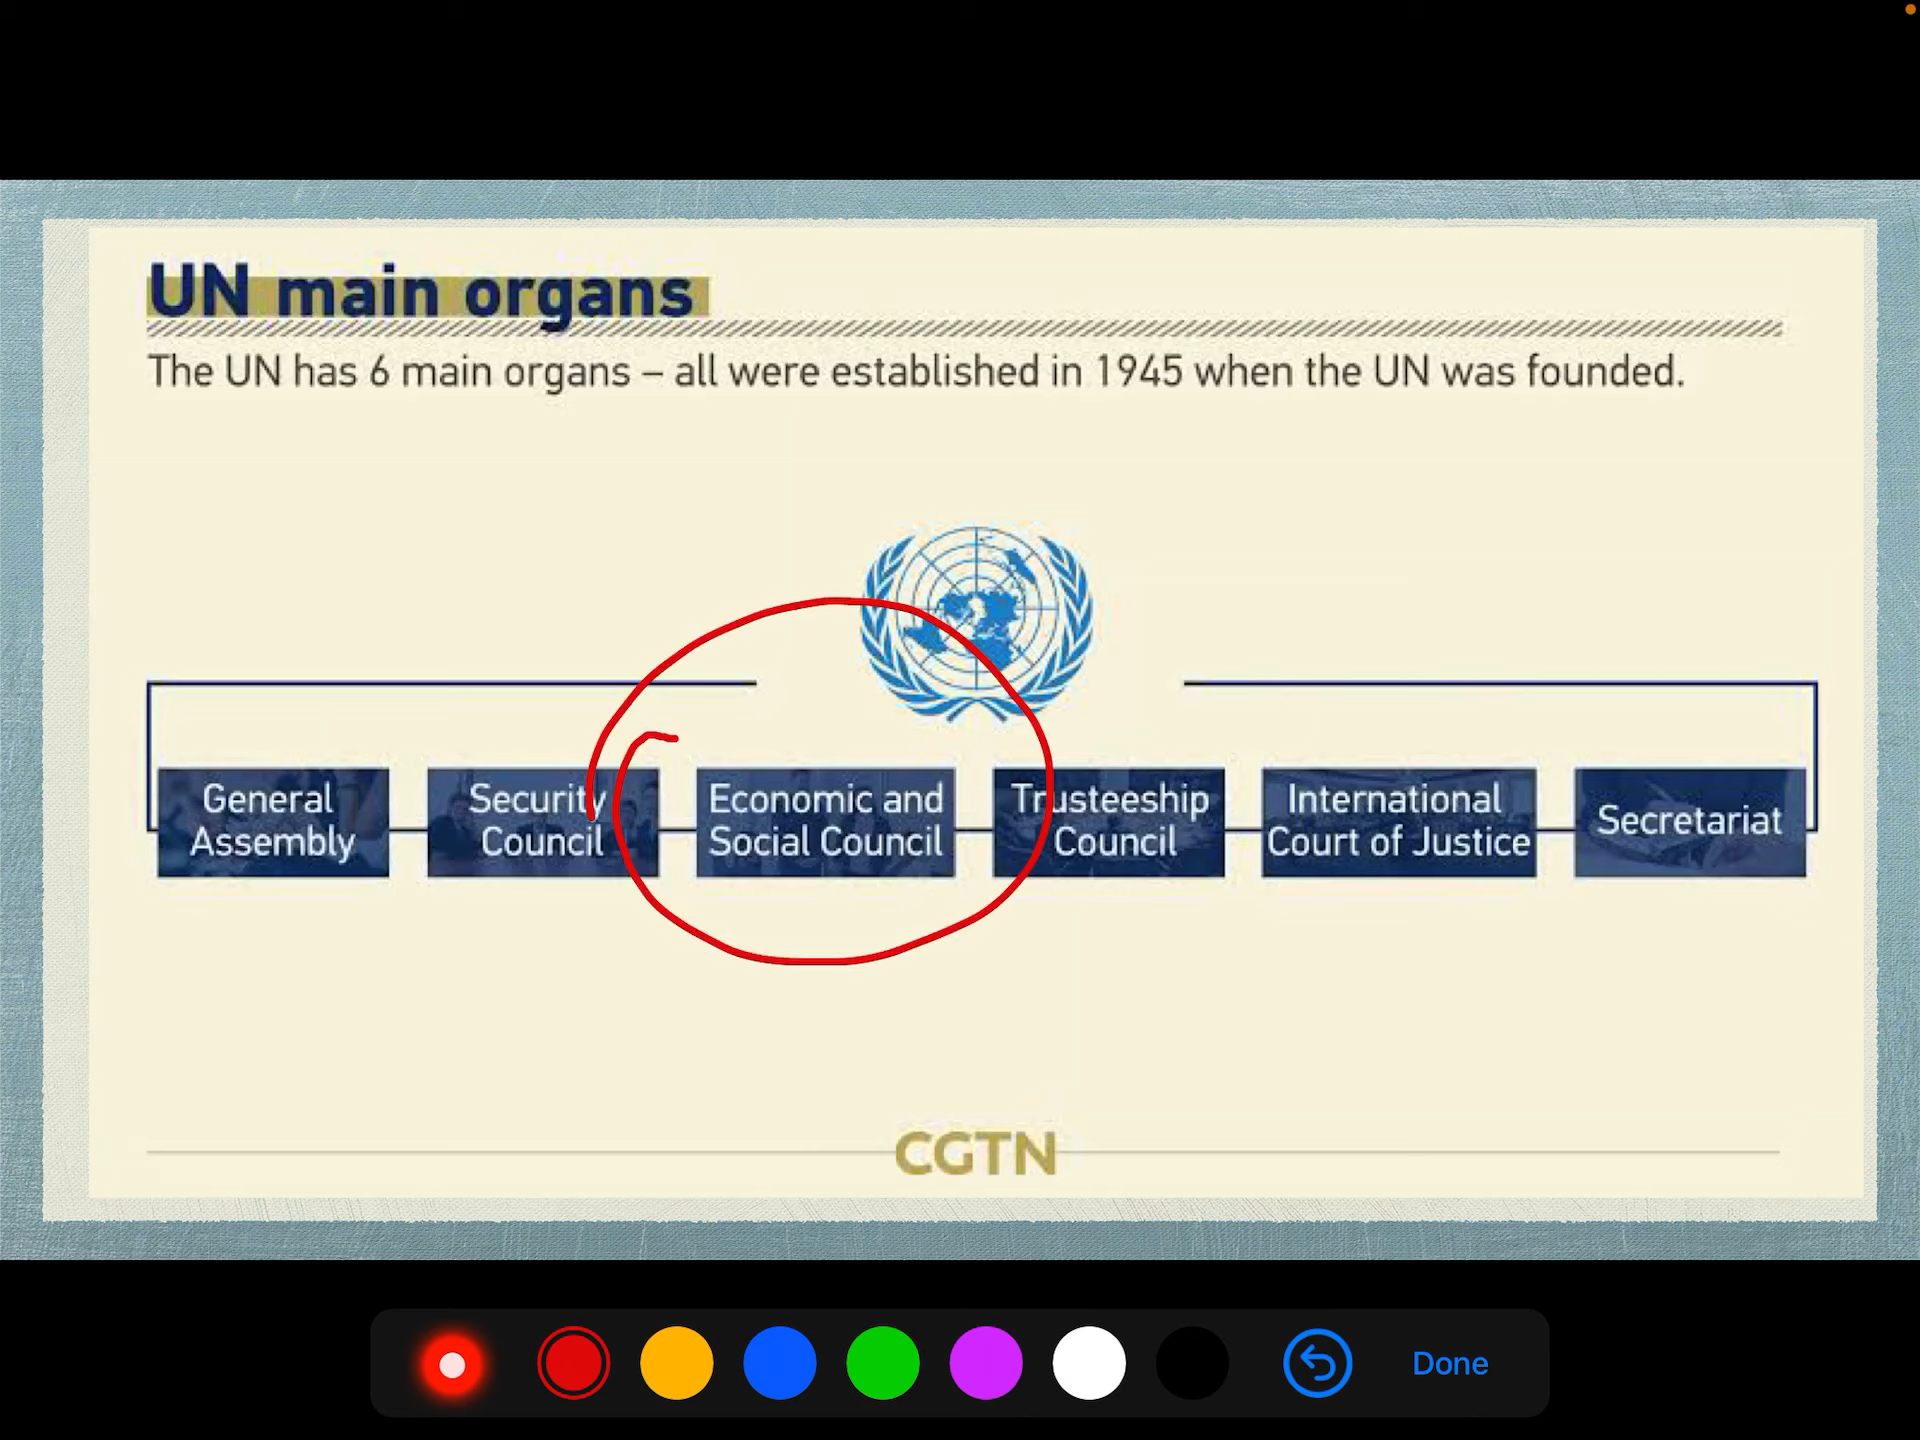 UN main organs
The UN has 6 main organs – all were established in 1945 when the UN was founded.
General
Assembly
Security
Council
Economic and
Social Council
Trusteeship
Council
International
Court of Justice
Secretariat
CGTN
Done